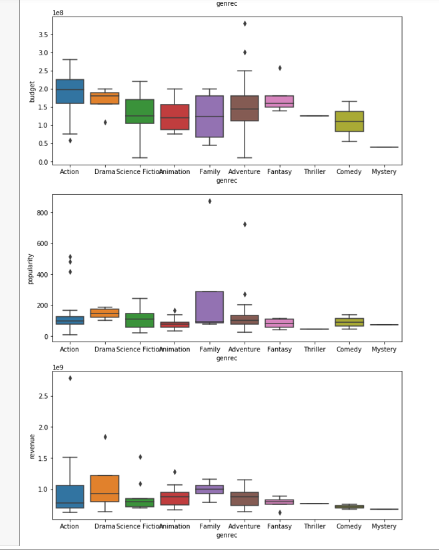 genrec
1e8
3.5
3.0
2.5
2.0
1.5
1.0
0.5
0.0
budget
Action Drama Science Fiction Animation Family Adventure Fantasy Thriller Comedy Mystery
genrec
800
600
400
200
0
popularity
Action Drama Science Fiction Animation Family Adventure Fantasy Thriller Comedy Mystery
genrec
1e9
2.5
2.0
1.5
1.0
revenue
Action Drama Science Fiction Animation Family Adventure Fantasy Thriller Comedy Mystery
genrec